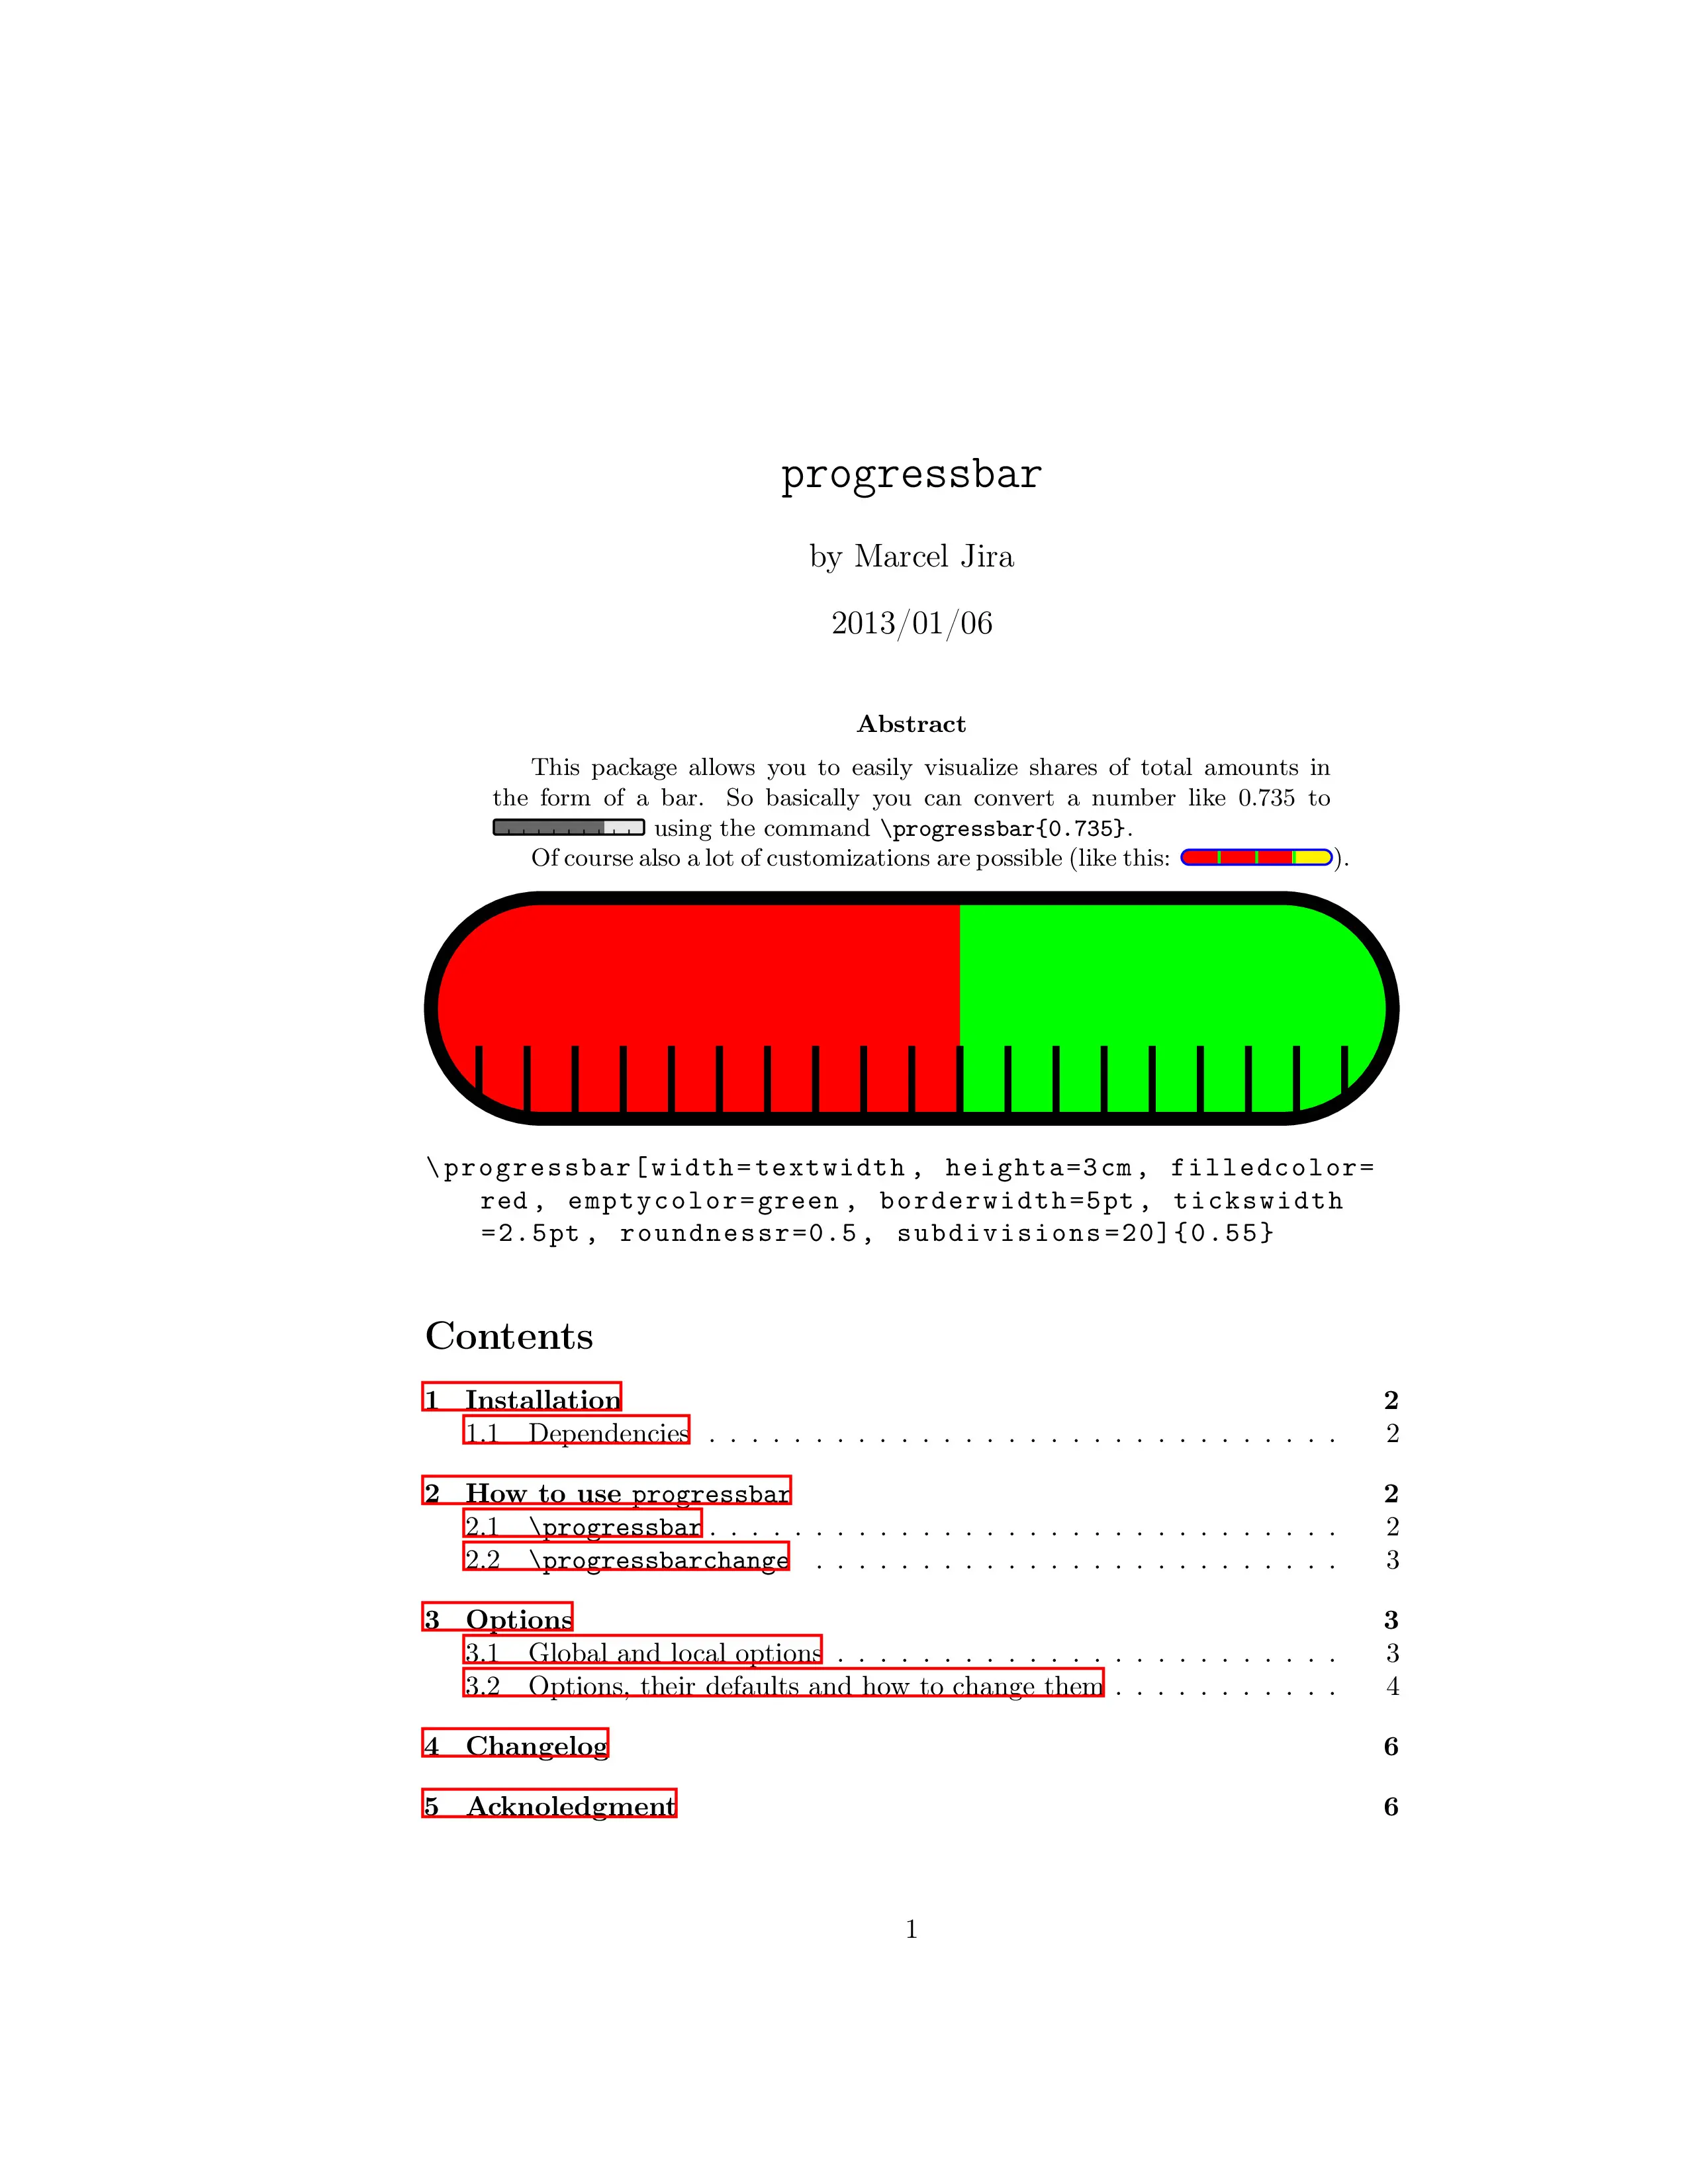 progressbar
by Marcel Jira
2013/01/06
Abstract
This package allows you to easily visualize shares of total amounts in
the form of a bar. So basically you can convert a number like 0.735 to
using the command \progressbar{0.735}.
Of course also a lot of customizations are possible (like this: ).
\progressbar[width=textwidth, heighta=3cm, filledcolor=
red, emptycolor=green, borderwidth=5pt, tickswidth
=2.5pt, roundnessr=0.5, subdivisions=20]{0.55}
Contents
1 Installation 2
1.1 Dependencies . . . . . . . . . . . . . . . . . . . . . . . . . . . . . . 2
2 How to use progressbar 2
2.1 \progressbar . . . . . . . . . . . . . . . . . . . . . . . . . . . . . . 2
2.2 \progressbarchange . . . . . . . . . . . . . . . . . . . . . . . . . 3
3 Options 3
3.1 Global and local options . . . . . . . . . . . . . . . . . . . . . . . . 3
3.2 Options, their defaults and how to change them . . . . . . . . . . . 4
4 Changelog 6
5 Acknoledgment 6
1